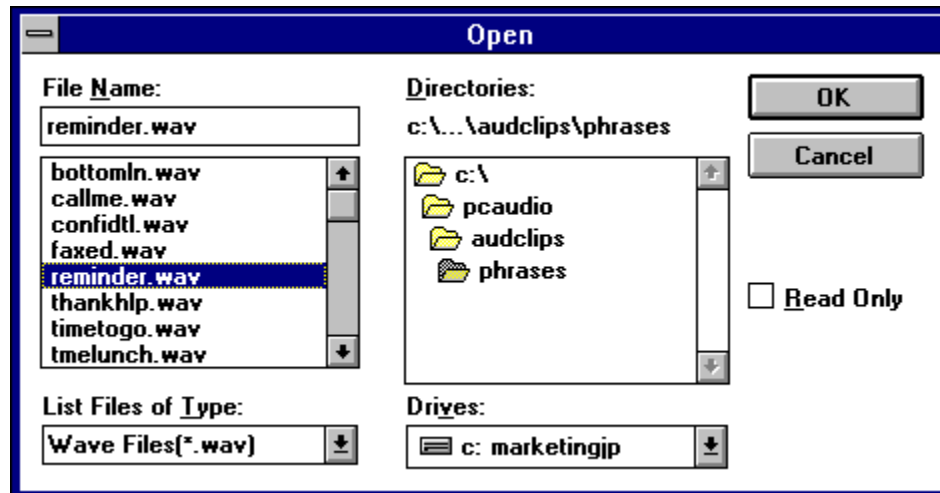 Open
File Name:
reminder.wav
bottomln.wav
callme.wav
confidtl.wav
faxed.wav
reminder.wav
thankhlp.wav
timetogo.wav
tmelunch.wav
List Files of Type:
Wave Files(*.wav)
Directories:
c:\...\audclips\phrases
c:\
pcaudio
audclips
phrases
Drives:
c: marketingjp
OK
Cancel
Read Only